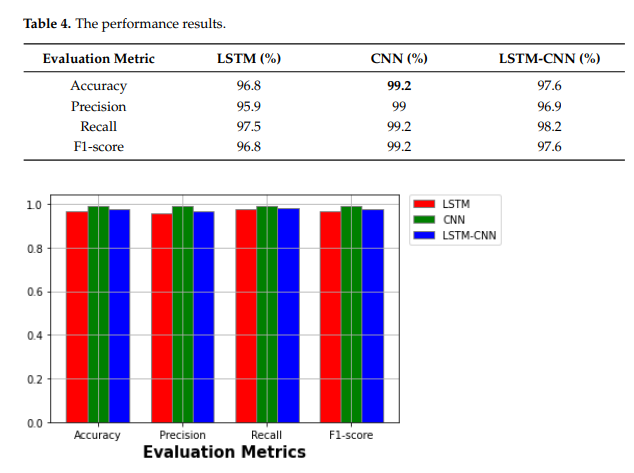 Table 4. The performance results.
Evaluation Metric LSTM (%) CNN (%) LSTM-CNN (%)
Accuracy 96.8 99.2 97.6
Precision 95.9 99 96.9
Recall 97.5 99.2 98.2
F1-score 96.8 99.2 97.6
1.0
0.8
0.6
0.4
0.2
0.0
LSTM
CNN
LSTM-CNN
Accuracy Precision Recall F1-score
Evaluation Metrics